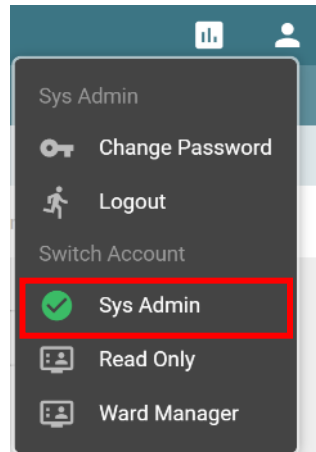 Sys Admin
Change Password
Logout
Switch Account
Sys Admin
Read Only
Ward Manager